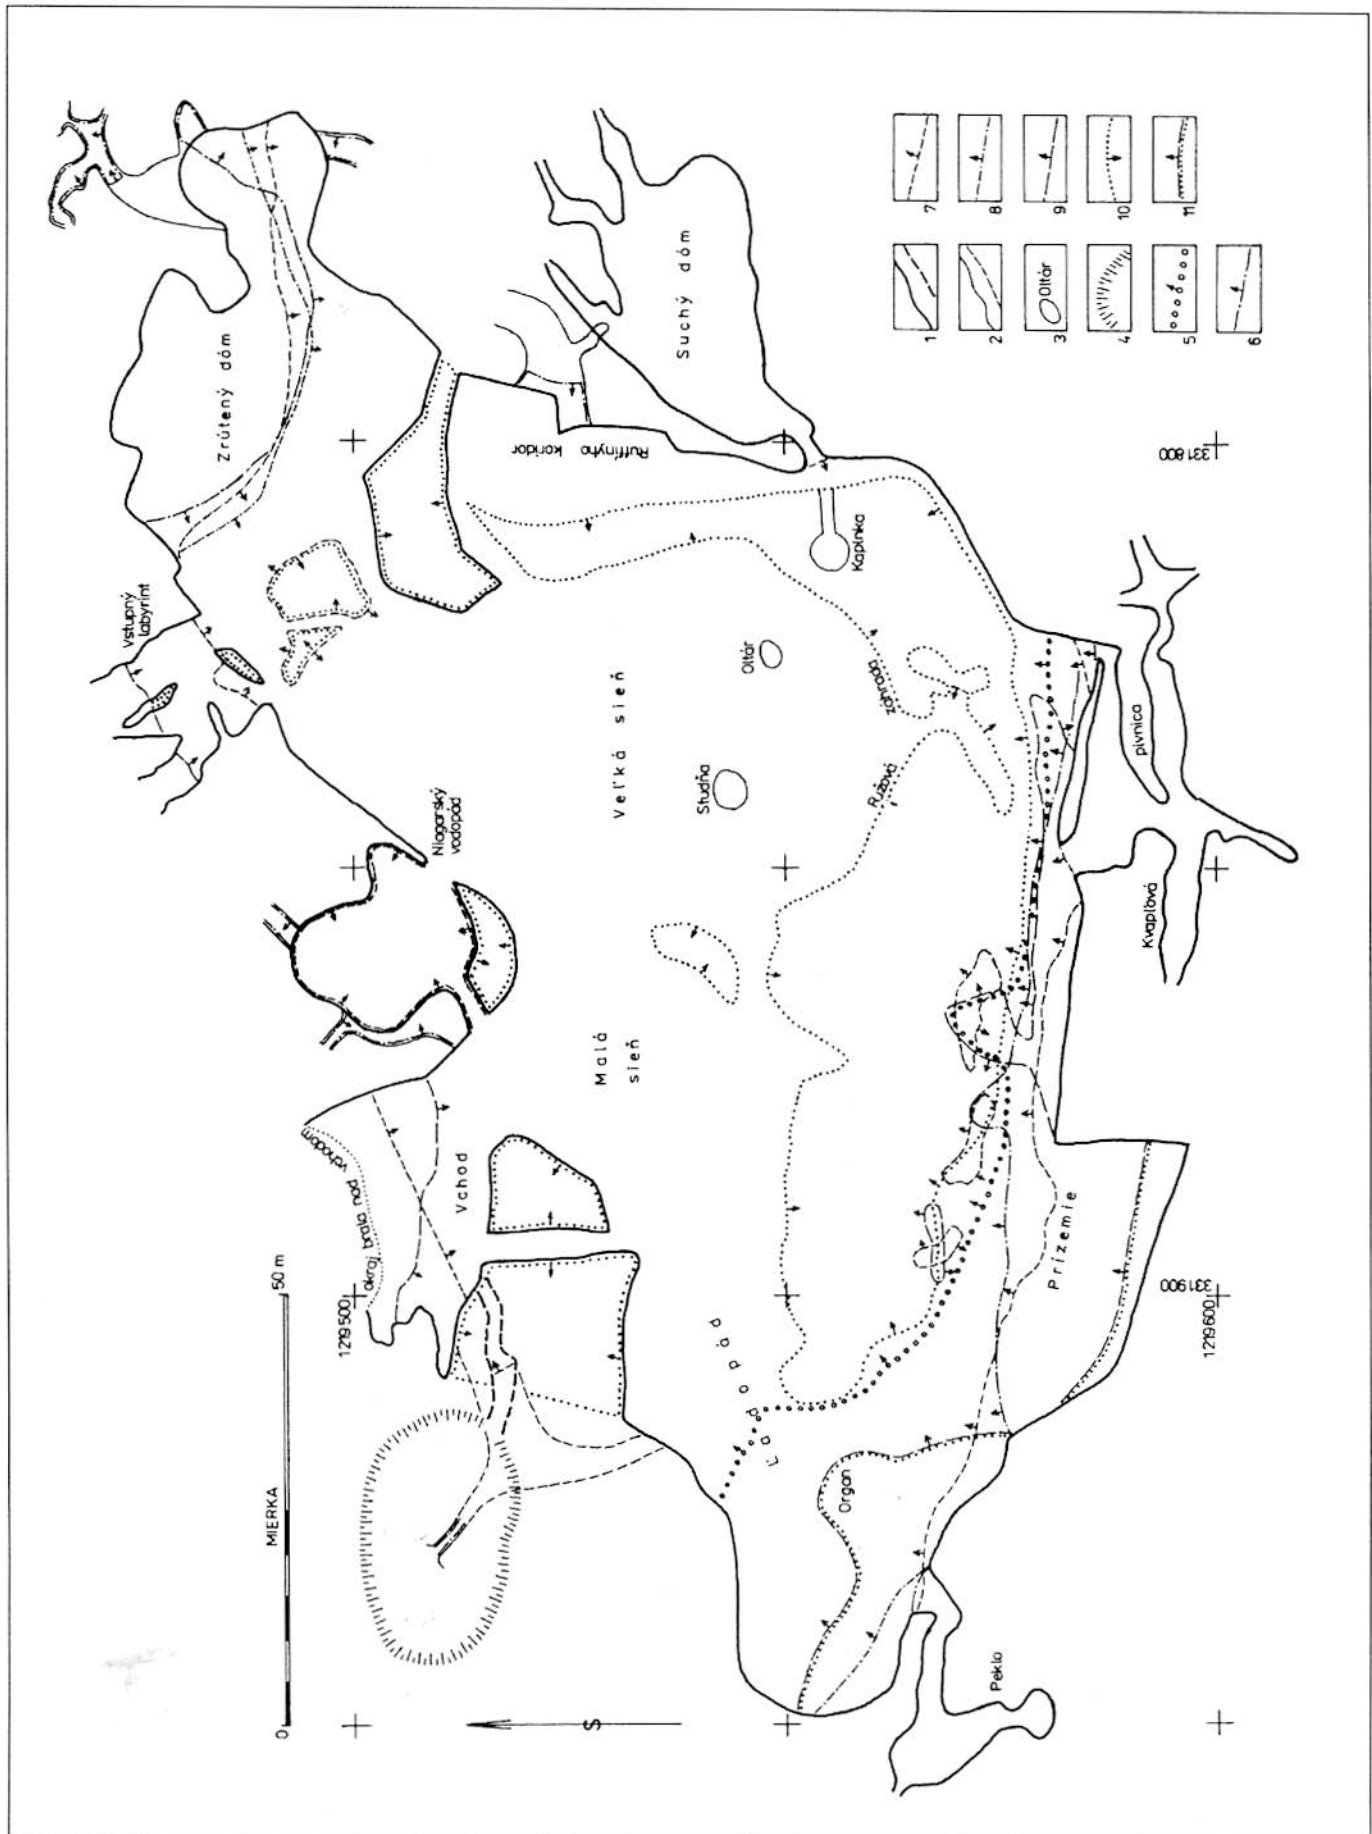 MIERKA
0
50 m
S
1219500
1219600
331900
331800
Zrútený dóm
Vstupný
labyrint
Niagarský
vodopád
okraj brala nad
vchodom
Vchod
Malá
sieň
Veľká sieň
Studňa
Oltár
Kaplnka
Ruffínyho koridor
Suchý dóm
Ružová
záhrada
Ľadopád
Organ
Peklo
Prízemie
Kvapľová
pivnica
1
2
3
Oltár
4
5
6
7
8
9
10
11